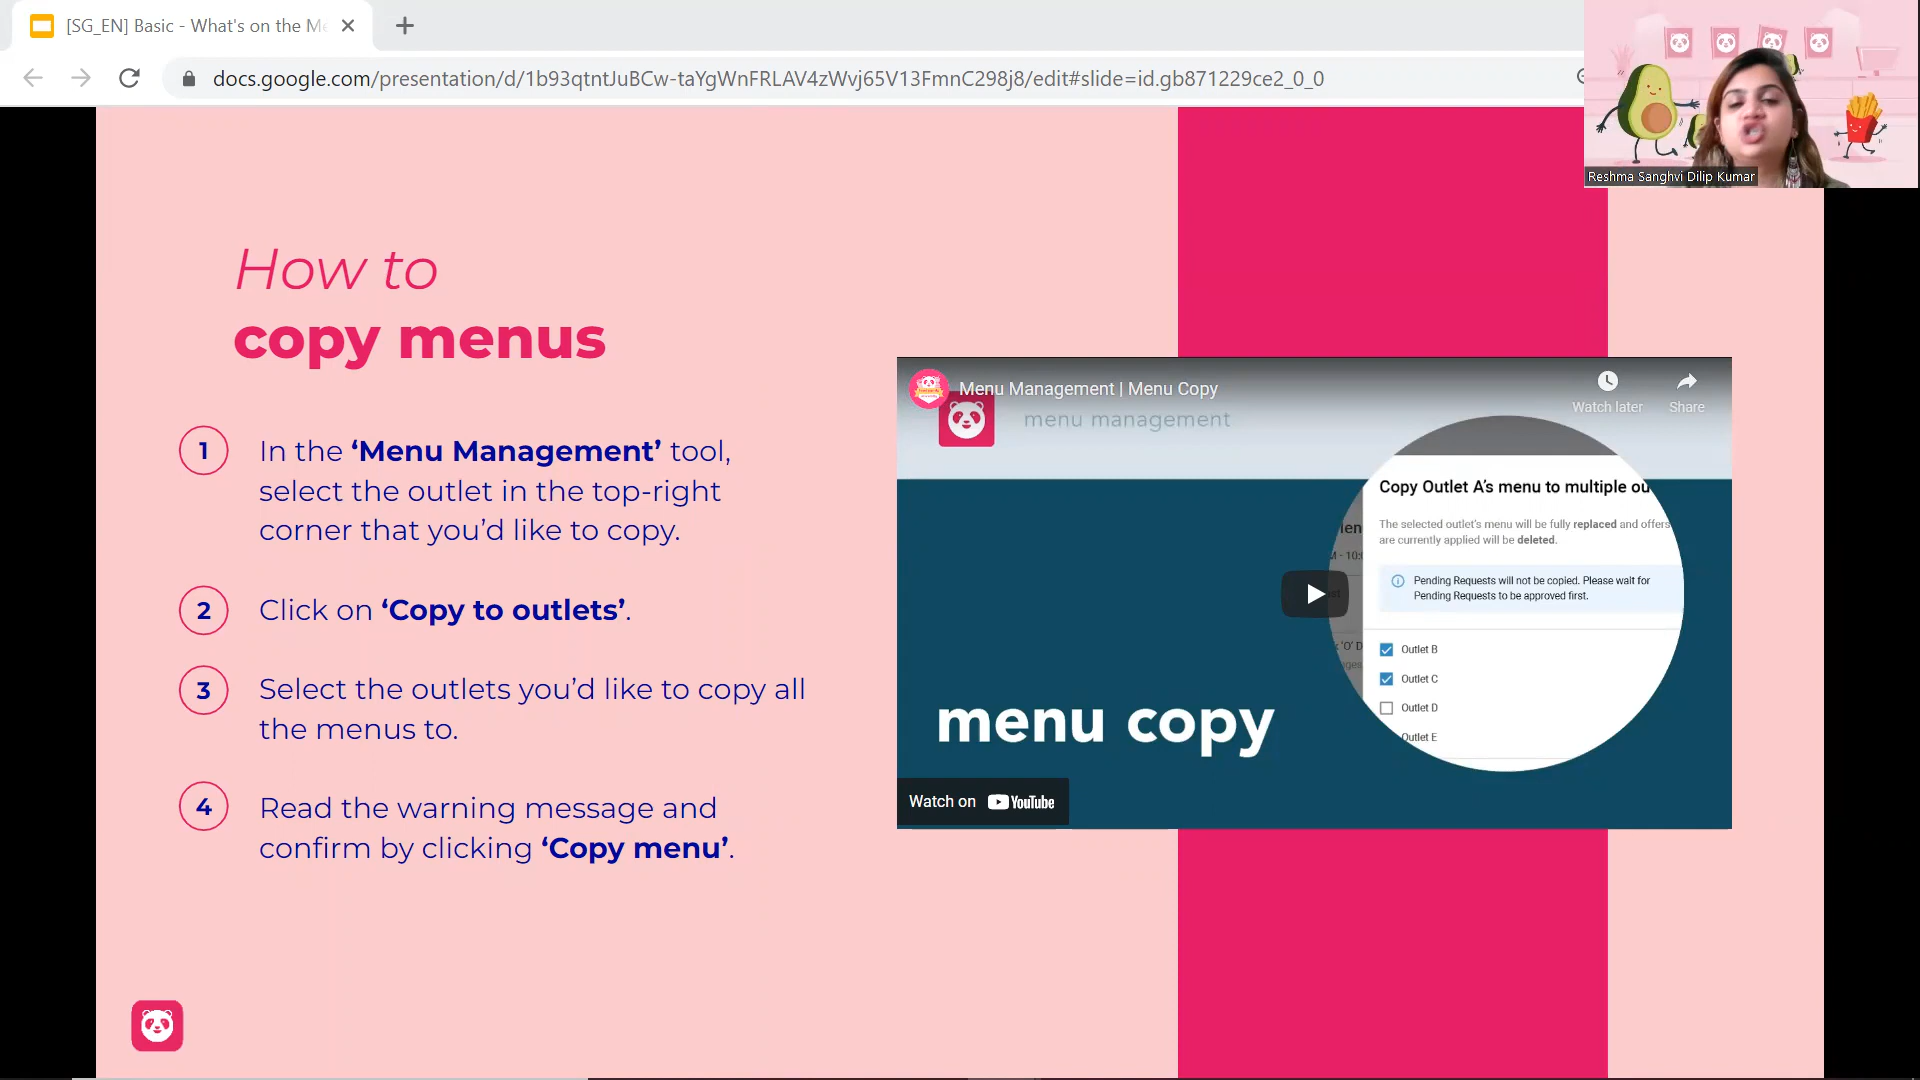 [SG_EN] Basic - What's on the Me
docs.google.com/presentation/d/1b93qtntJuBCw-taYgWnFRLAV4zWvj65V13FmnC298j8/edit#slide=id.gb871229ce2_0_0
Reshma Sanghvi Dilip Kumar
How to
copy menus
1 In the ‘Menu Management’ tool,
select the outlet in the top-right
corner that you’d like to copy.
2 Click on ‘Copy to outlets’.
3 Select the outlets you’d like to copy all
the menus to.
4 Read the warning message and
confirm by clicking ‘Copy menu’.
Menu Management | Menu Copy
Watch later
Share
menu management
Copy Outlet A’s menu to multiple ou
The selected outlet's menu will be fully replaced and offers
are currently applied will be deleted.
Pending Requests will not be copied. Please wait for
Pending Requests to be approved first.
Outlet B
Outlet C
Outlet D
Outlet E
menu copy
Watch on YouTube